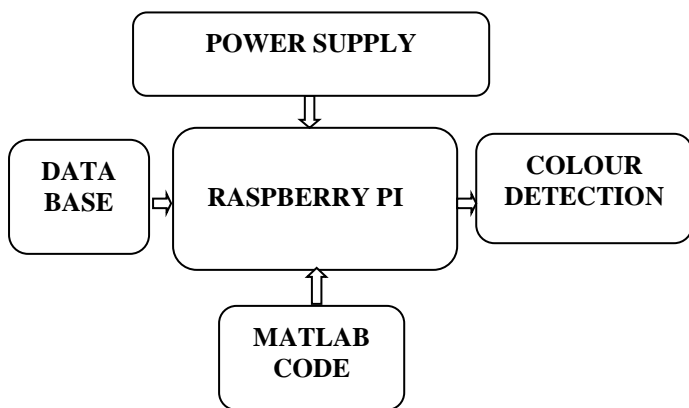 POWER SUPPLY
DATA
BASE
RASPBERRY PI
COLOUR
DETECTION
MATLAB
CODE